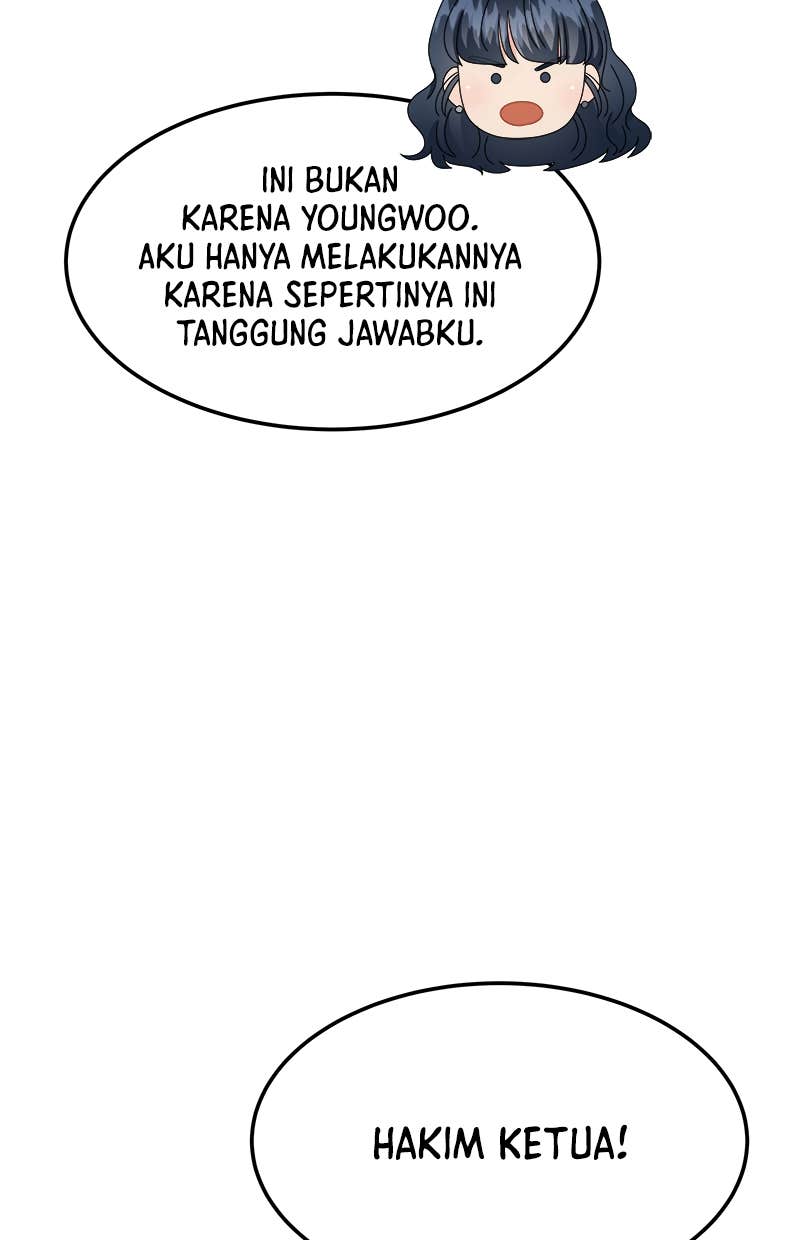 INI BUKAN
KARENA YOUNGWOO.
AKU HANYA MELAKUKANNYA
KARENA SEPERTINYA INI
TANGGUNG JAWABKU.
HAKIM KETUA!